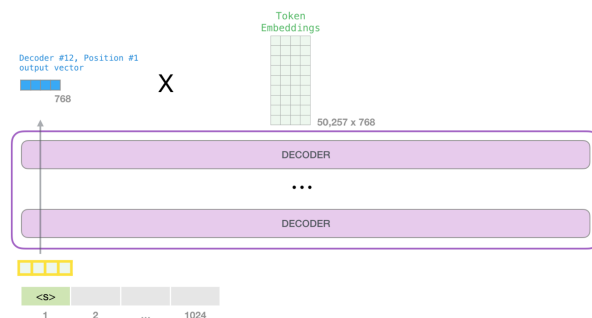 Token
Embeddings
Decoder #12, Position #1
output vector
X
768
50,257 x 768
DECODER
...
DECODER
<s>
1 2 ... 1024